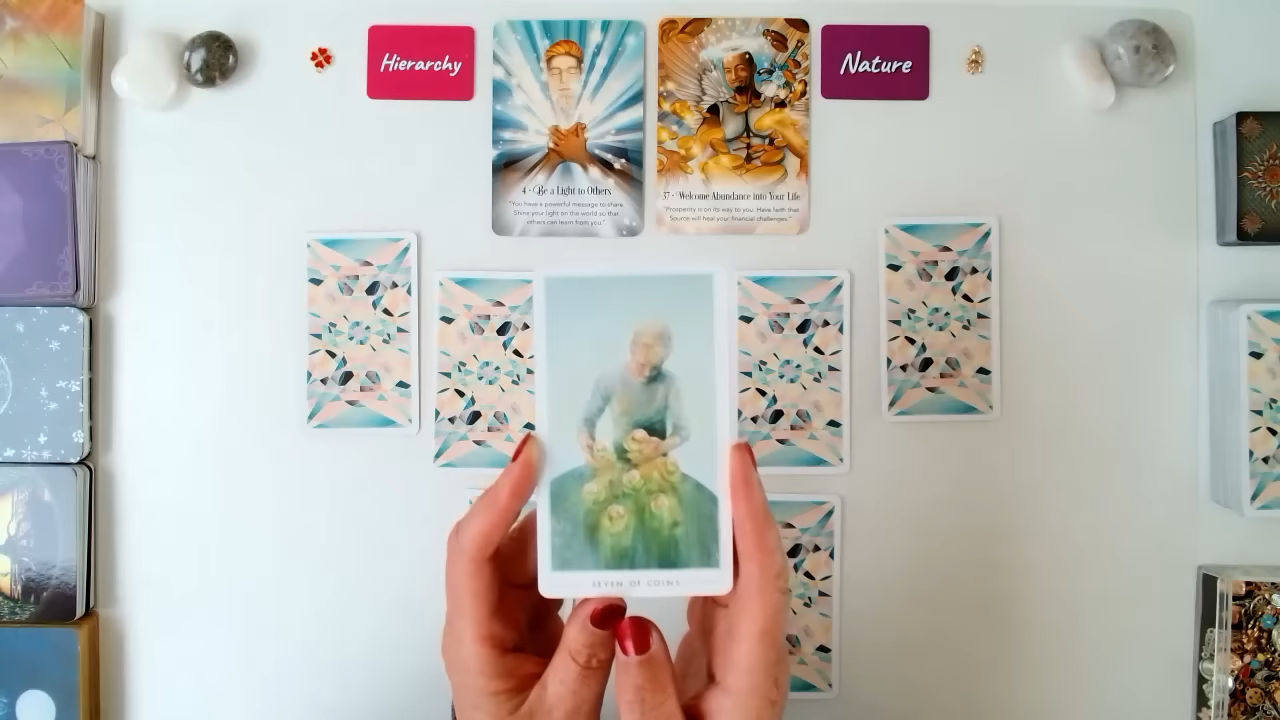 Hierarchy
Nature
4 · Be a Light to Others
"You have a powerful message to share.
Shine your light on the world so that
others can learn from you."
37 · Welcome Abundance into Your Life
"Prosperity is on its way to you. Have faith that
Source will heal your financial challenges."
SEVEN OF COINS